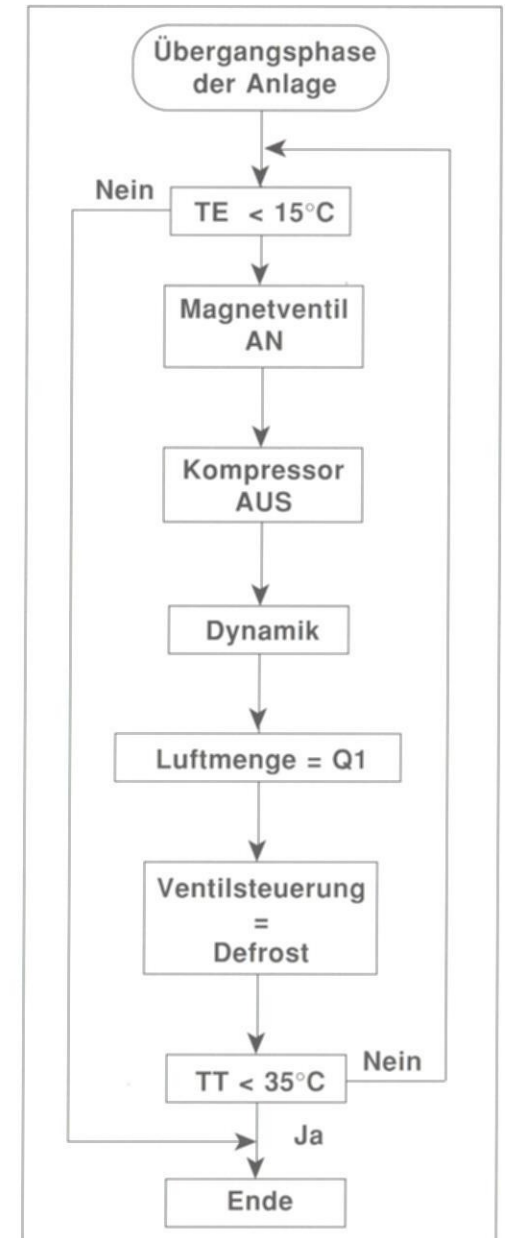 Übergangsphase
der Anlage
Nein
TE < 15°C
Magnetventil
AN
Kompressor
AUS
Dynamik
Luftmenge = Q1
Ventilsteuerung
=
Defrost
TT < 35°C
Nein
Ja
Ende